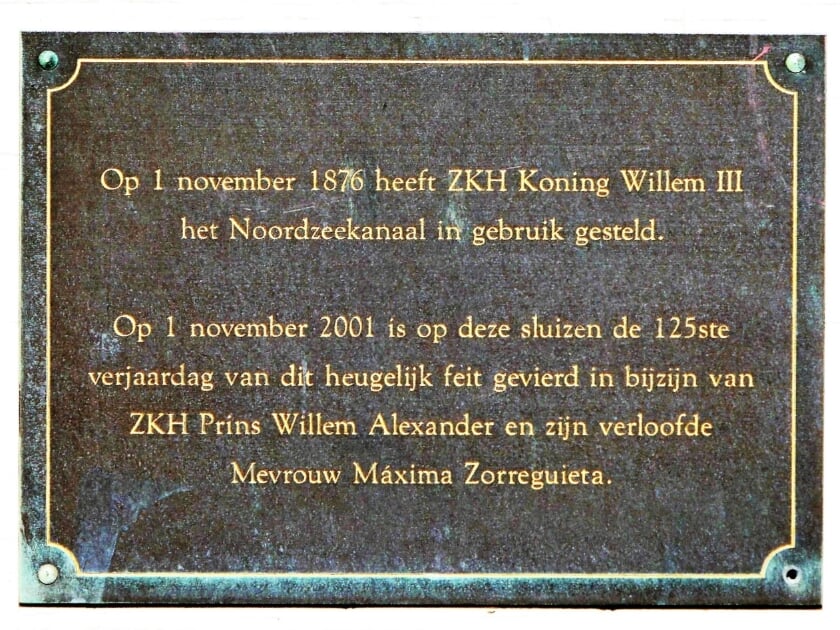 Op 1 november 1876 heeft ZKH Koning Willem III
het Noordzeekanaal in gebruik gesteld.
Op 1 november 2001 is op deze sluizen de 125ste
verjaardag van dit heugelijk feit gevierd in bijzijn van
ZKH Prins Willem Alexander en zijn verloofde
Mevrouw Máxima Zorreguieta.